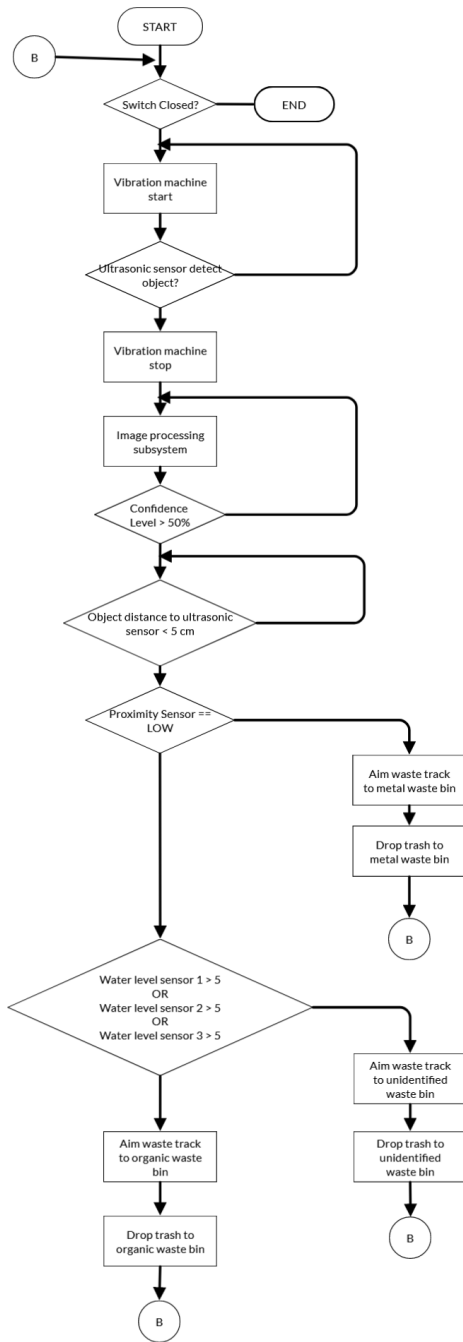 START
B
Switch Closed?
END
Vibration machine
start
Ultrasonic sensor detect
object?
Vibration machine
stop
Image processing
subsystem
Confidence
Level > 50%
Object distance to ultrasonic
sensor < 5 cm
Proximity Sensor ==
LOW
Aim waste track
to metal waste bin
Drop trash to
metal waste bin
B
Water level sensor 1 > 5
OR
Water level sensor 2 > 5
OR
Water level sensor 3 > 5
Aim waste track
to unidentified
waste bin
Drop trash to
unidentified
waste bin
B
Aim waste track
to organic waste
bin
Drop trash to
organic waste bin
B